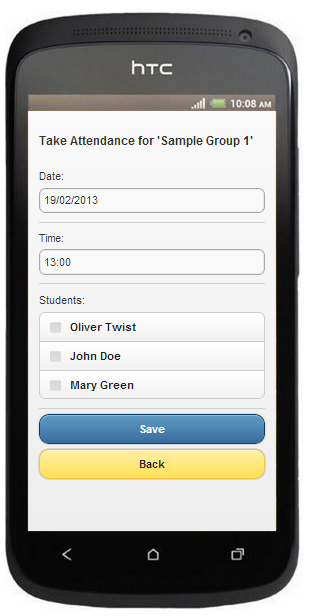 hTC
10:08 AM
Take Attendance for 'Sample Group 1'
Date:
19/02/2013
Time:
13:00
Students:
Oliver Twist
John Doe
Mary Green
Save
Back